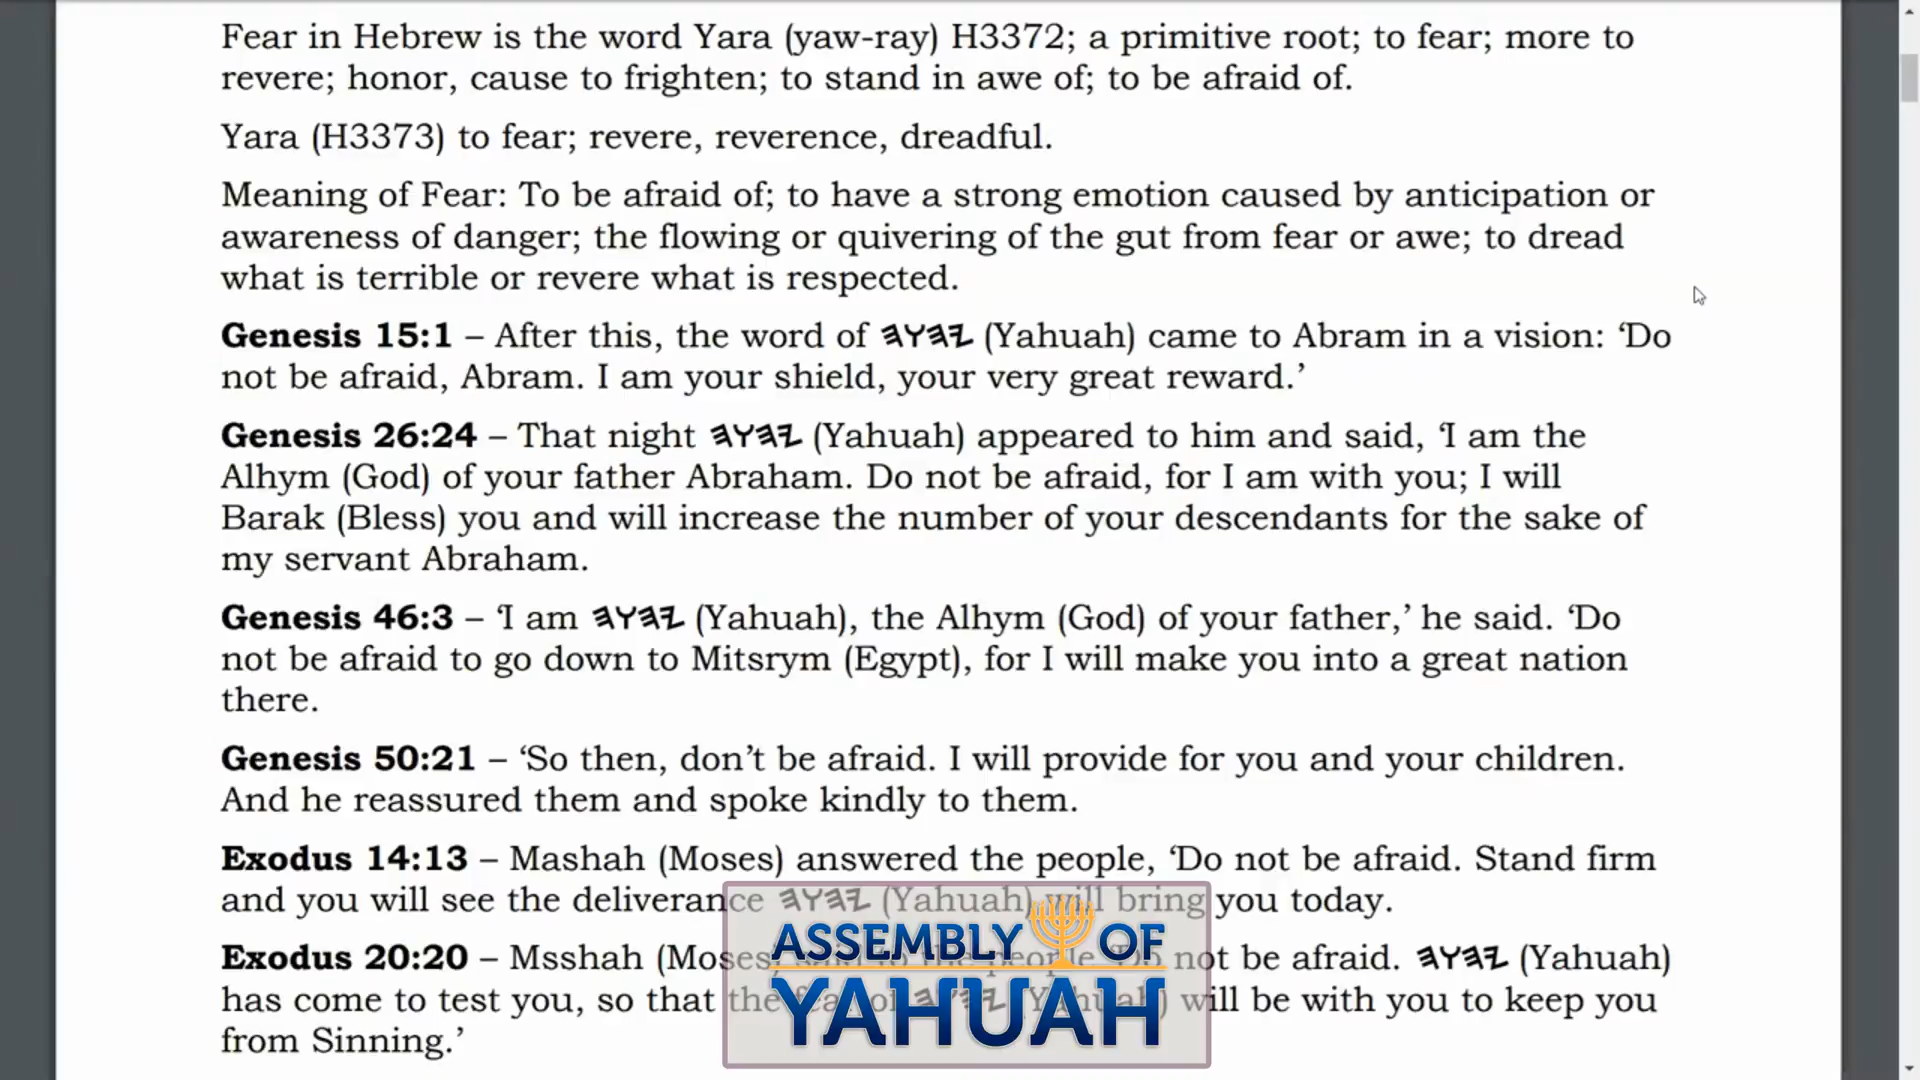 Fear in Hebrew is the word Yara (yaw-ray) H3372; a primitive root; to fear; more to
revere; honor, cause to frighten; to stand in awe of; to be afraid of.
Yara (H3373) to fear; revere, reverence, dreadful.
Meaning of Fear: To be afraid of; to have a strong emotion caused by anticipation or
awareness of danger; the flowing or quivering of the gut from fear or awe; to dread
what is terrible or revere what is respected.
Genesis 15:1 – After this, the word of 𐤉𐤄𐤅𐤄 (Yahuah) came to Abram in a vision: ‘Do
not be afraid, Abram. I am your shield, your very great reward.’
Genesis 26:24 – That night 𐤉𐤄𐤅𐤄 (Yahuah) appeared to him and said, ‘I am the
Alhym (God) of your father Abraham. Do not be afraid, for I am with you; I will
Barak (Bless) you and will increase the number of your descendants for the sake of
my servant Abraham.
Genesis 46:3 – ‘I am 𐤉𐤄𐤅𐤄 (Yahuah), the Alhym (God) of your father,’ he said. ‘Do
not be afraid to go down to Mitsrym (Egypt), for I will make you into a great nation
there.
Genesis 50:21 – ‘So then, don’t be afraid. I will provide for you and your children.
And he reassured them and spoke kindly to them.
Exodus 14:13 – Mashah (Moses) answered the people, ‘Do not be afraid. Stand firm
and you will see the deliverance 𐤉𐤄𐤅𐤄 (Yahuah) will bring you today.
Exodus 20:20 – Msshah (Moses) said to the people ‘Do not be afraid. 𐤉𐤄𐤅𐤄 (Yahuah)
has come to test you, so that the fear of 𐤉𐤄𐤅𐤄 (Yahuah) will be with you to keep you
from Sinning.’
ASSEMBLY OF
YAHUAH